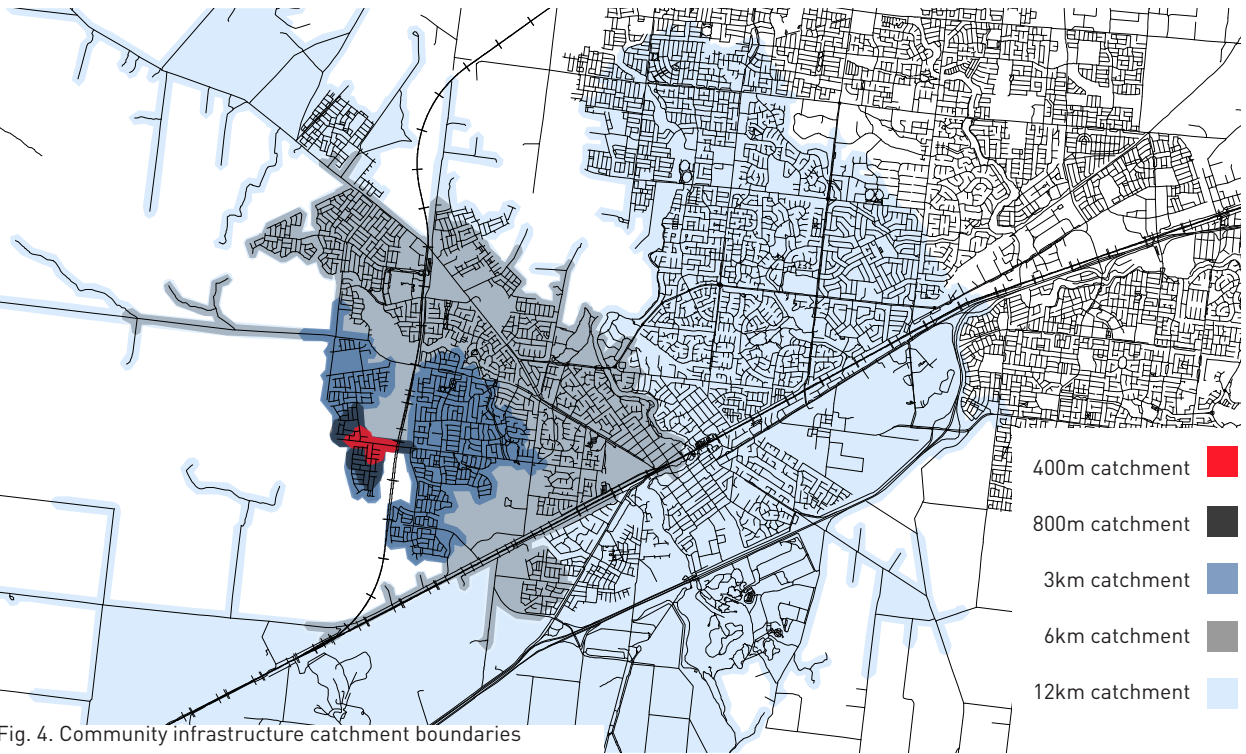 400m catchment
800m catchment
3km catchment
6km catchment
12km catchment
Fig. 4. Community infrastructure catchment boundaries